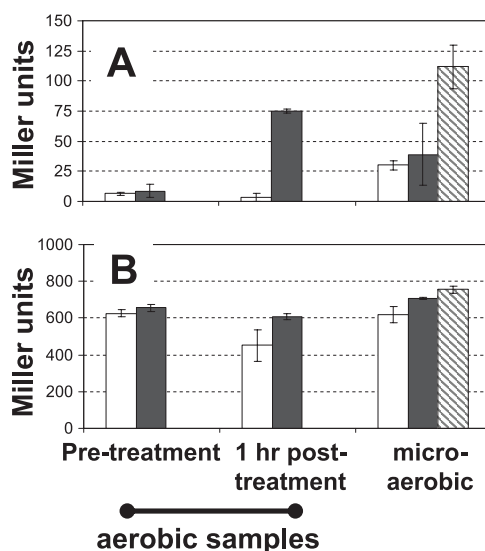 A
Miller units
150
125
100
75
50
25
0
B
Miller units
1000
800
600
400
200
0
Pre-treatment 1 hr post-
treatment micro-
aerobic
aerobic samples